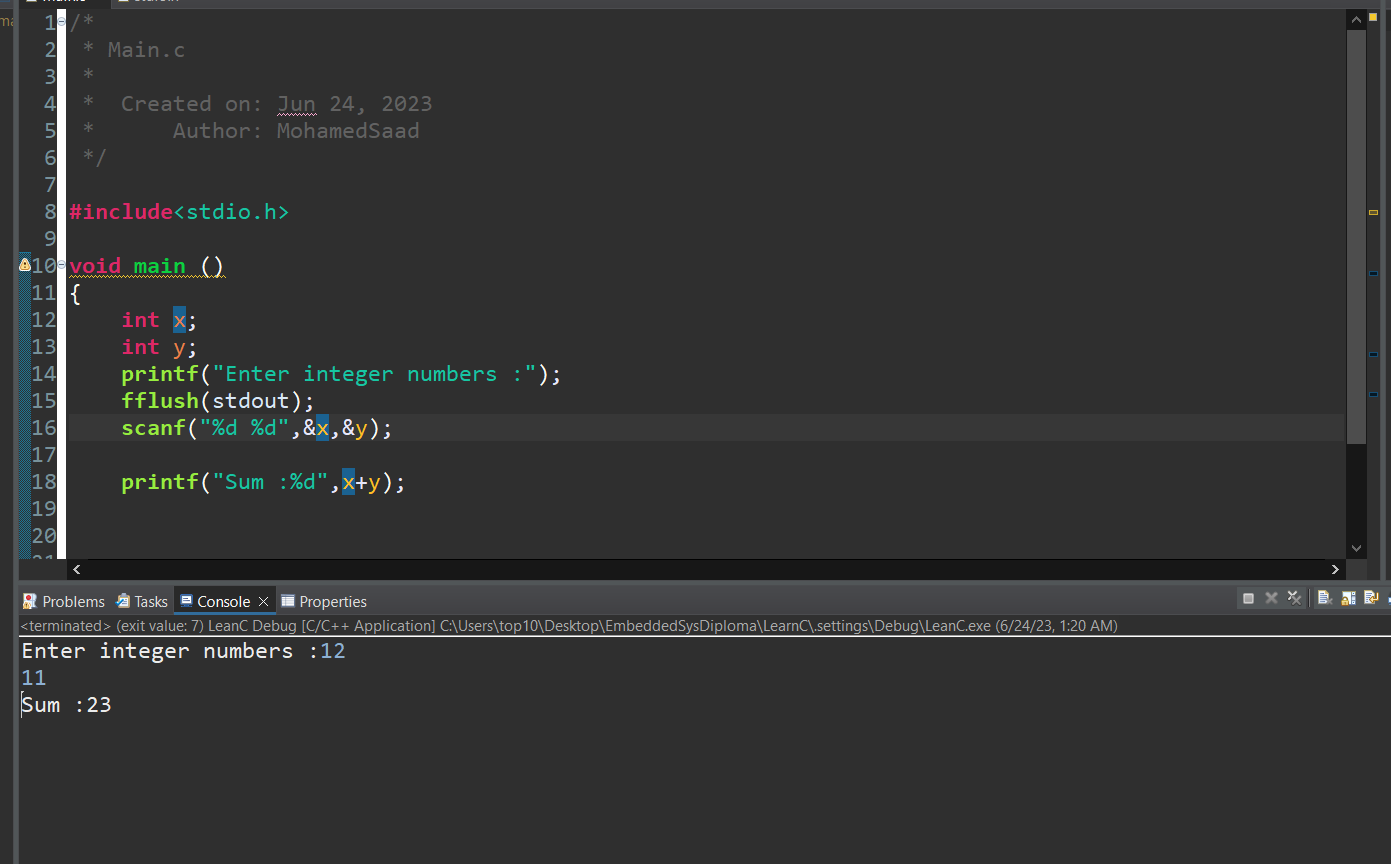 1 /*
2  * Main.c
3  *
4  *  Created on: Jun 24, 2023
5  *      Author: MohamedSaad
6  */
7
8 #include<stdio.h>
9
10 void main ()
11 {
12     int x;
13     int y;
14     printf("Enter integer numbers :");
15     fflush(stdout);
16     scanf("%d %d",&x,&y);
17
18     printf("Sum :%d",x+y);
19
20
Problems Tasks Console Properties
<terminated> (exit value: 7) LeanC Debug [C/C++ Application] C:\Users\top10\Desktop\EmbeddedSysDiploma\LearnC\.settings\Debug\LeanC.exe (6/24/23, 1:20 AM)
Enter integer numbers :12
11
Sum :23